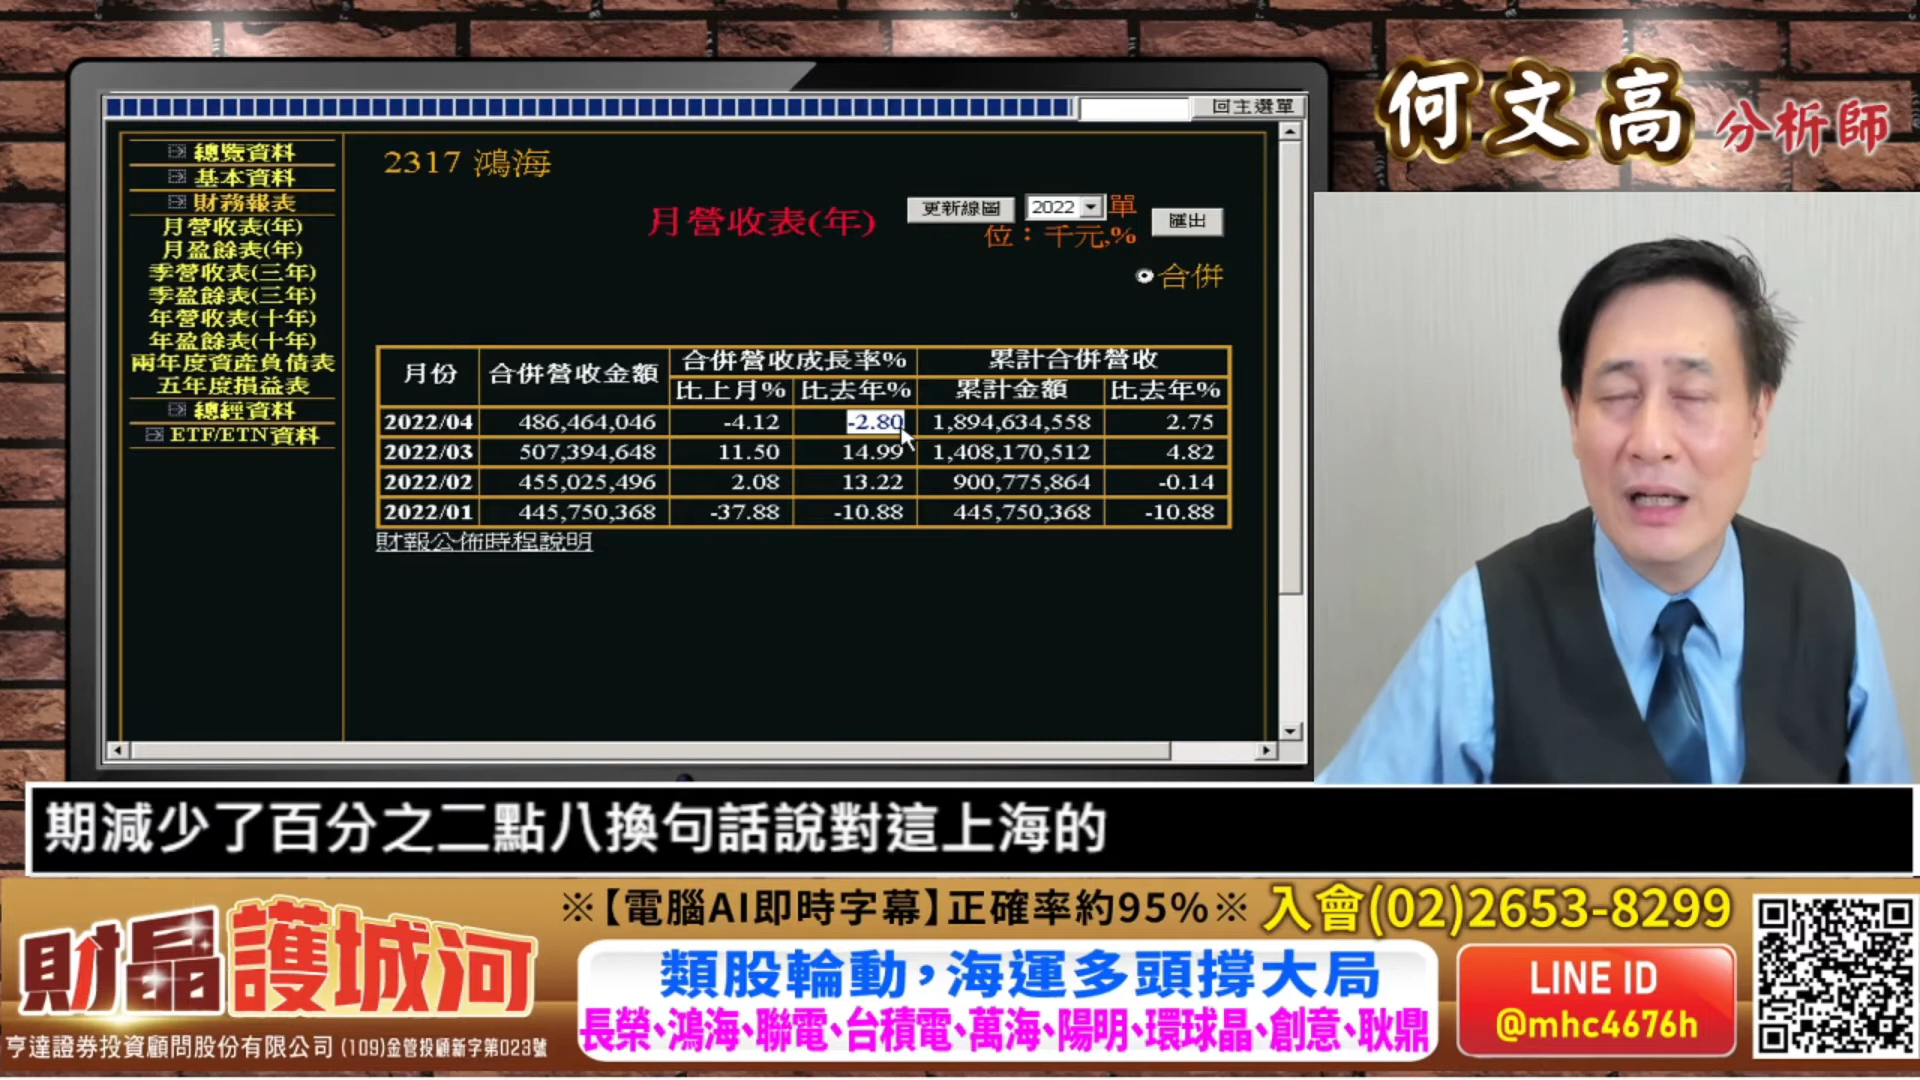 何文高 分析師
回主選單
總覽資料
基本資料
財務報表
月營收表(年)
月盈餘表(年)
季營收表(三年)
季盈餘表(三年)
年營收表(十年)
年盈餘表(十年)
兩年度資產負債表
五年度損益表
總經資料
ETF/ETN資料
2317 鴻海
月營收表(年)
更新線圖 2022 單
位：千元,% 匯出
合併
月份 合併營收金額 合併營收成長率% 累計合併營收
比上月% 比去年% 累計金額 比去年%
2022/04 486,464,046 -4.12 -2.80 1,894,634,558 2.75
2022/03 507,394,648 11.50 14.99 1,408,170,512 4.82
2022/02 455,025,496 2.08 13.22 900,775,864 -0.14
2022/01 445,750,368 -37.88 -10.88 445,750,368 -10.88
財報公佈時程說明
期減少了百分之二點八換句話說對這上海的
※【電腦AI即時字幕】正確率約95%※ 入會(02)2653-8299
財晶護城河
類股輪動，海運多頭撐大局
長榮、鴻海、聯電、台積電、萬海、陽明、環球晶、創意、耿鼎
LINE ID
@mhc4676h
亨達證券投資顧問股份有限公司 (109)金管投顧新字第023號